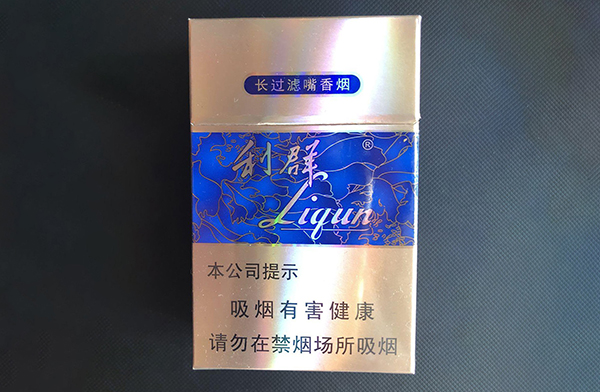 长过滤嘴香烟
利群®
Liqun
本公司提示
吸烟有害健康
请勿在禁烟场所吸烟